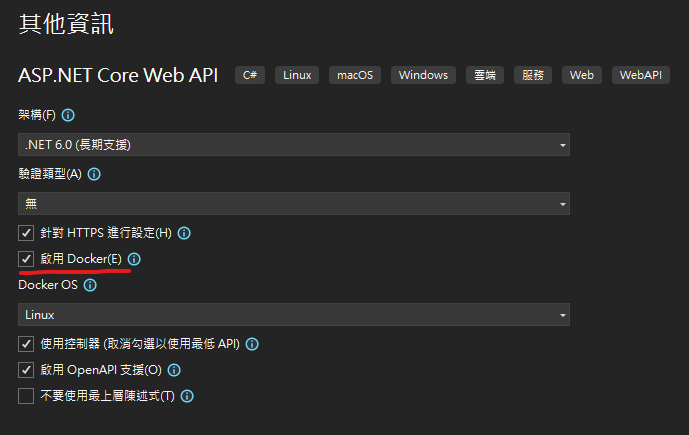 其他資訊
ASP.NET Core Web API C# Linux macOS Windows 雲端 服務 Web WebAPI
架構(F)
.NET 6.0 (長期支援)
驗證類型(A)
無
針對 HTTPS 進行設定(H)
啟用 Docker(E)
Docker OS
Linux
使用控制器 (取消勾選以使用最低 API)
啟用 OpenAPI 支援(O)
不要使用最上層陳述式(T)